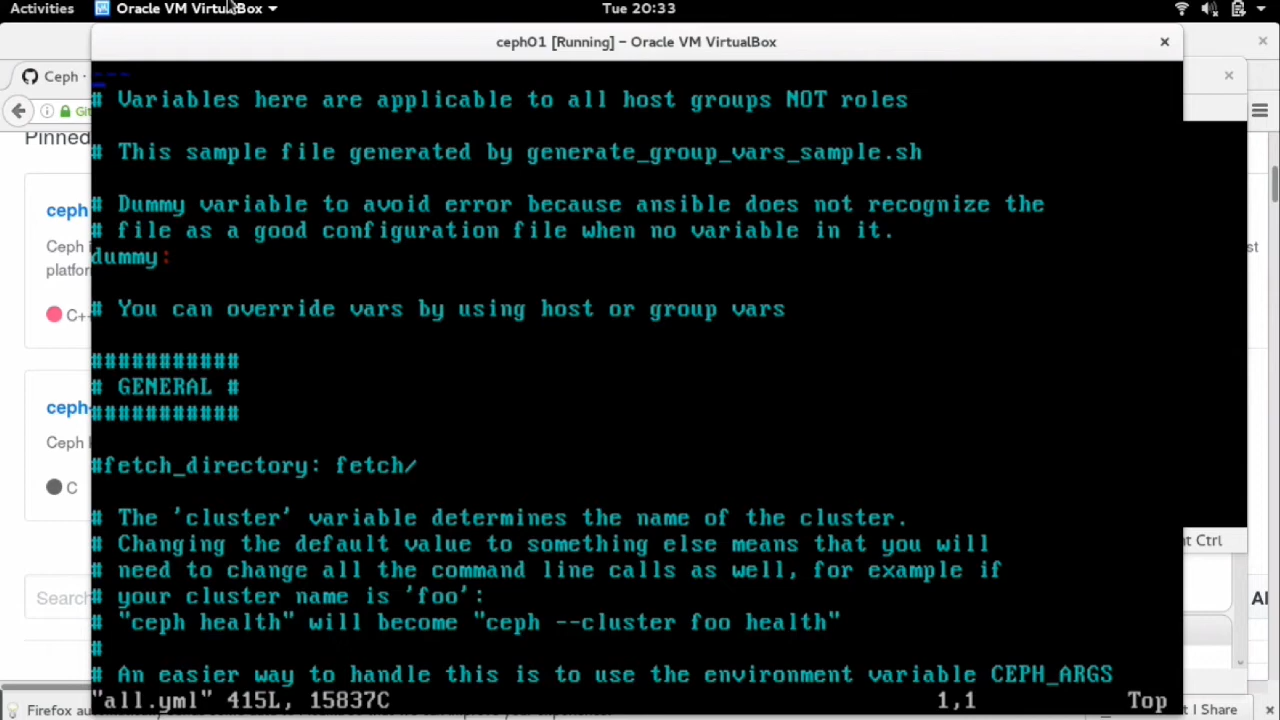 Activities Oracle VM VirtualBox Tue 20:33
ceph01 [Running] – Oracle VM VirtualBox
Ceph ·
Pinned
ceph
Ceph i
platfor
C++
ceph-
Ceph
C
Search
---
# Variables here are applicable to all host groups NOT roles
# This sample file generated by generate_group_vars_sample.sh
# Dummy variable to avoid error because ansible does not recognize the
# file as a good configuration file when no variable in it.
dummy:
# You can override vars by using host or group vars
###########
# GENERAL #
###########
#fetch_directory: fetch/
# The 'cluster' variable determines the name of the cluster.
# Changing the default value to something else means that you will
# need to change all the command line calls as well, for example if
# your cluster name is 'foo':
# "ceph health" will become "ceph --cluster foo health"
#
# An easier way to handle this is to use the environment variable CEPH_ARGS
"all.yml" 415L, 15837C 1,1 Top
st
t Ctrl
Al
Firefox
t I Share